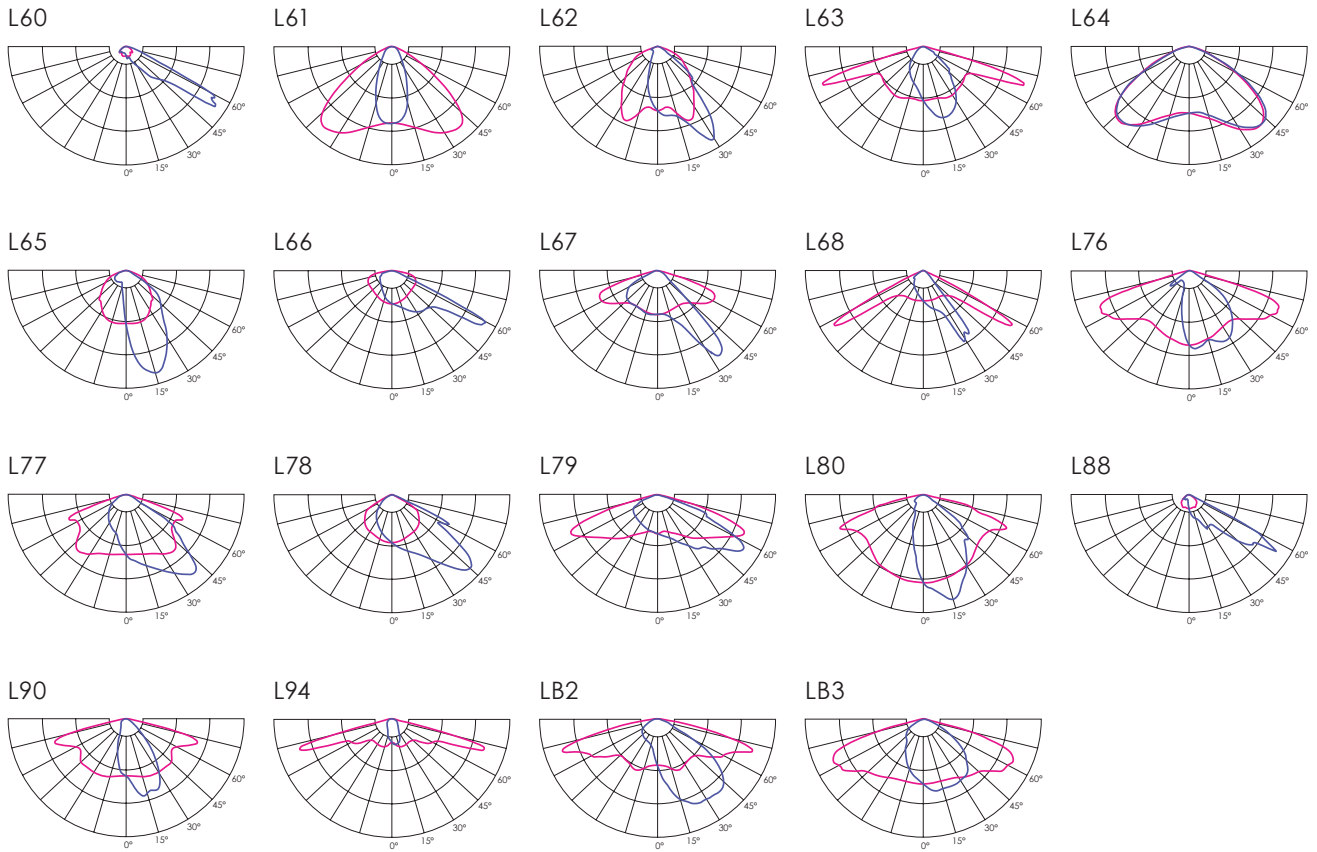 L60 L61 L62 L63 L64
60° 60° 60° 60° 60°
45° 45° 45° 45° 45°
30° 30° 30° 30° 30°
15° 15° 15° 15° 15°
0° 0° 0° 0° 0°
L65 L66 L67 L68 L76
60° 60° 60° 60° 60°
45° 45° 45° 45° 45°
30° 30° 30° 30° 30°
15° 15° 15° 15° 15°
0° 0° 0° 0° 0°
L77 L78 L79 L80 L88
60° 60° 60° 60° 60°
45° 45° 45° 45° 45°
30° 30° 30° 30° 30°
15° 15° 15° 15° 15°
0° 0° 0° 0° 0°
L90 L94 LB2 LB3
60° 60° 60° 60°
45° 45° 45° 45°
30° 30° 30° 30°
15° 15° 15° 15°
0° 0° 0° 0°